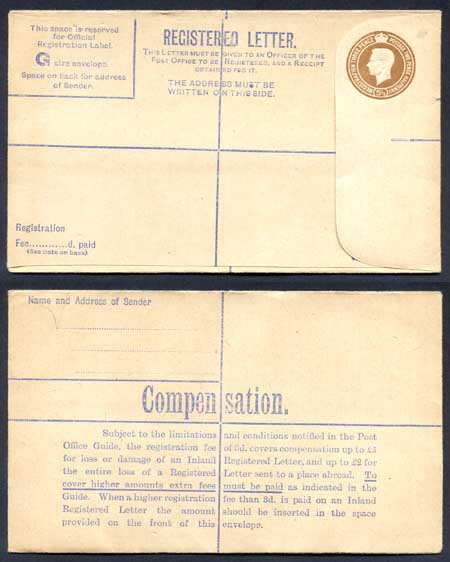 This space is reserved
for Official
Registration Label.
G size envelope.
Space on back for address
of Sender.
REGISTERED LETTER.
THIS LETTER MUST BE GIVEN TO AN OFFICER OF THE
POST OFFICE TO BE REGISTERED, AND A RECEIPT
OBTAINED FOR IT.
THE ADDRESS MUST BE
WRITTEN ON THIS SIDE.
Registration
Fee............d. paid
(See note on back)
Name and Address of Sender
Compensation.
Subject to the limitations and conditions notified in the Post
Office Guide, the registration fee of 3d. covers compensation up to £5
for loss or damage of an Inland Registered Letter, and up to £2 for
the entire loss of a Registered Letter sent to a place abroad. To
cover higher amounts extra fees must be paid as indicated in the
Guide. When a higher registration fee than 3d. is paid on an Inland
Registered Letter the amount should be inserted in the space
provided on the front of this envelope.